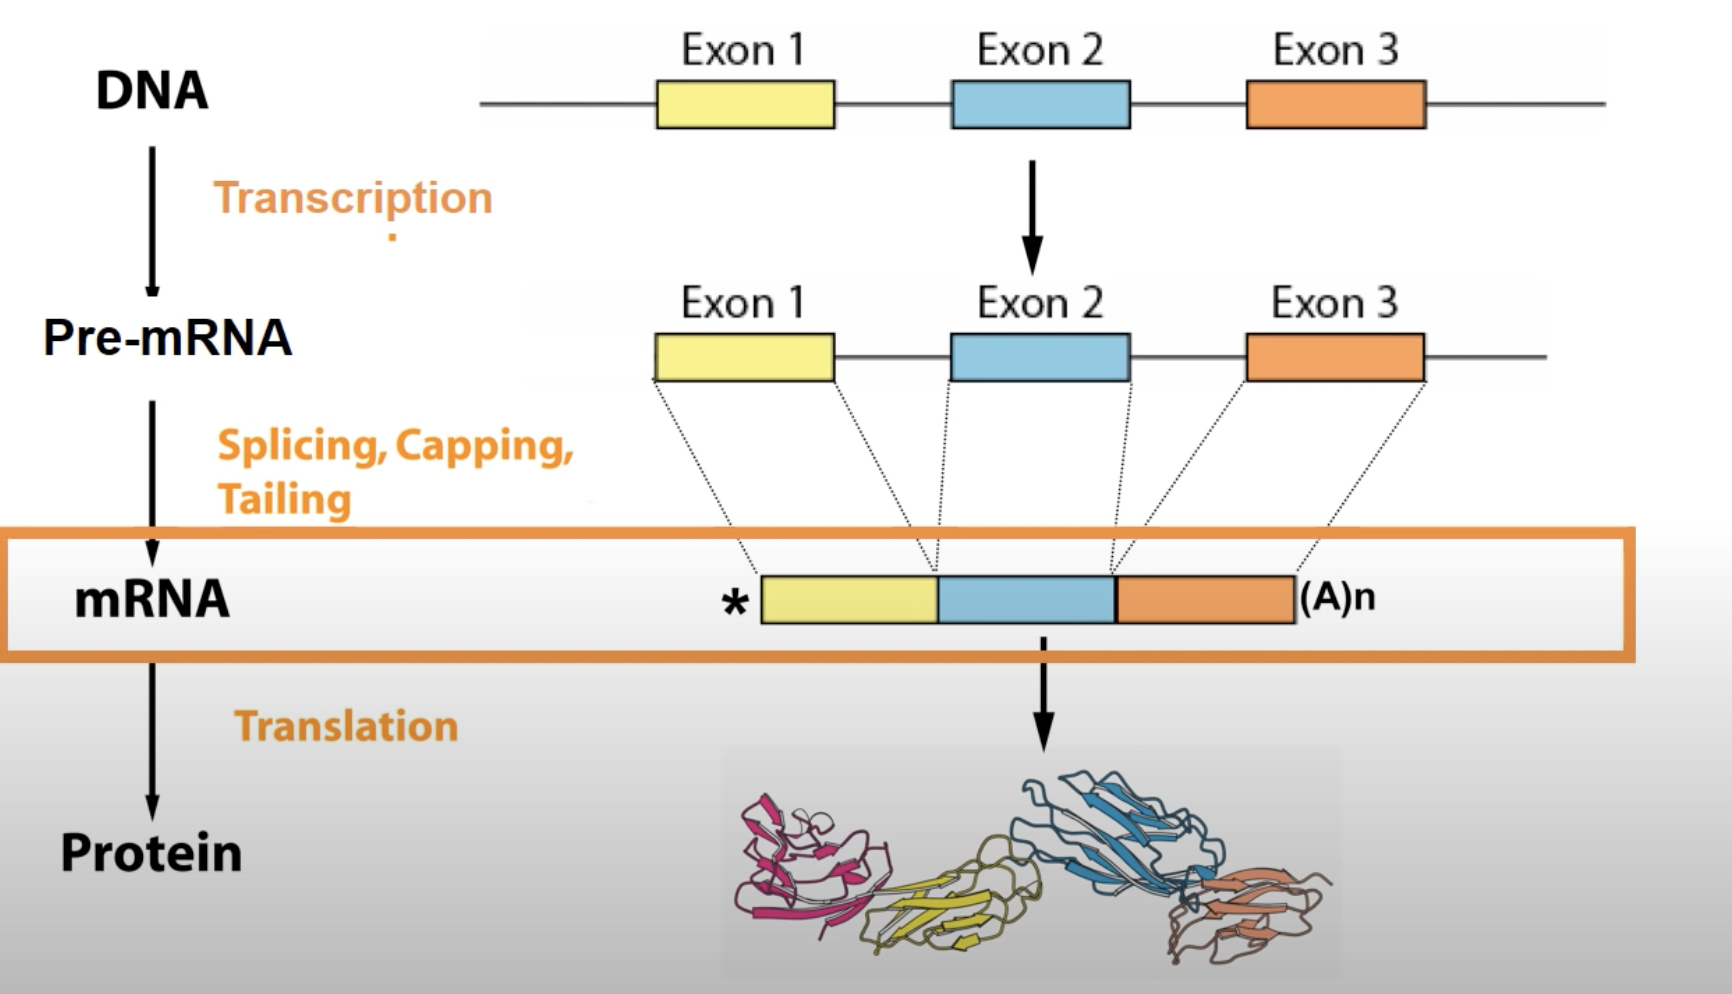 DNA
Exon 1
Exon 2
Exon 3
Transcription
Pre-mRNA
Exon 1
Exon 2
Exon 3
Splicing, Capping,
Tailing
mRNA
*
(A)n
Translation
Protein